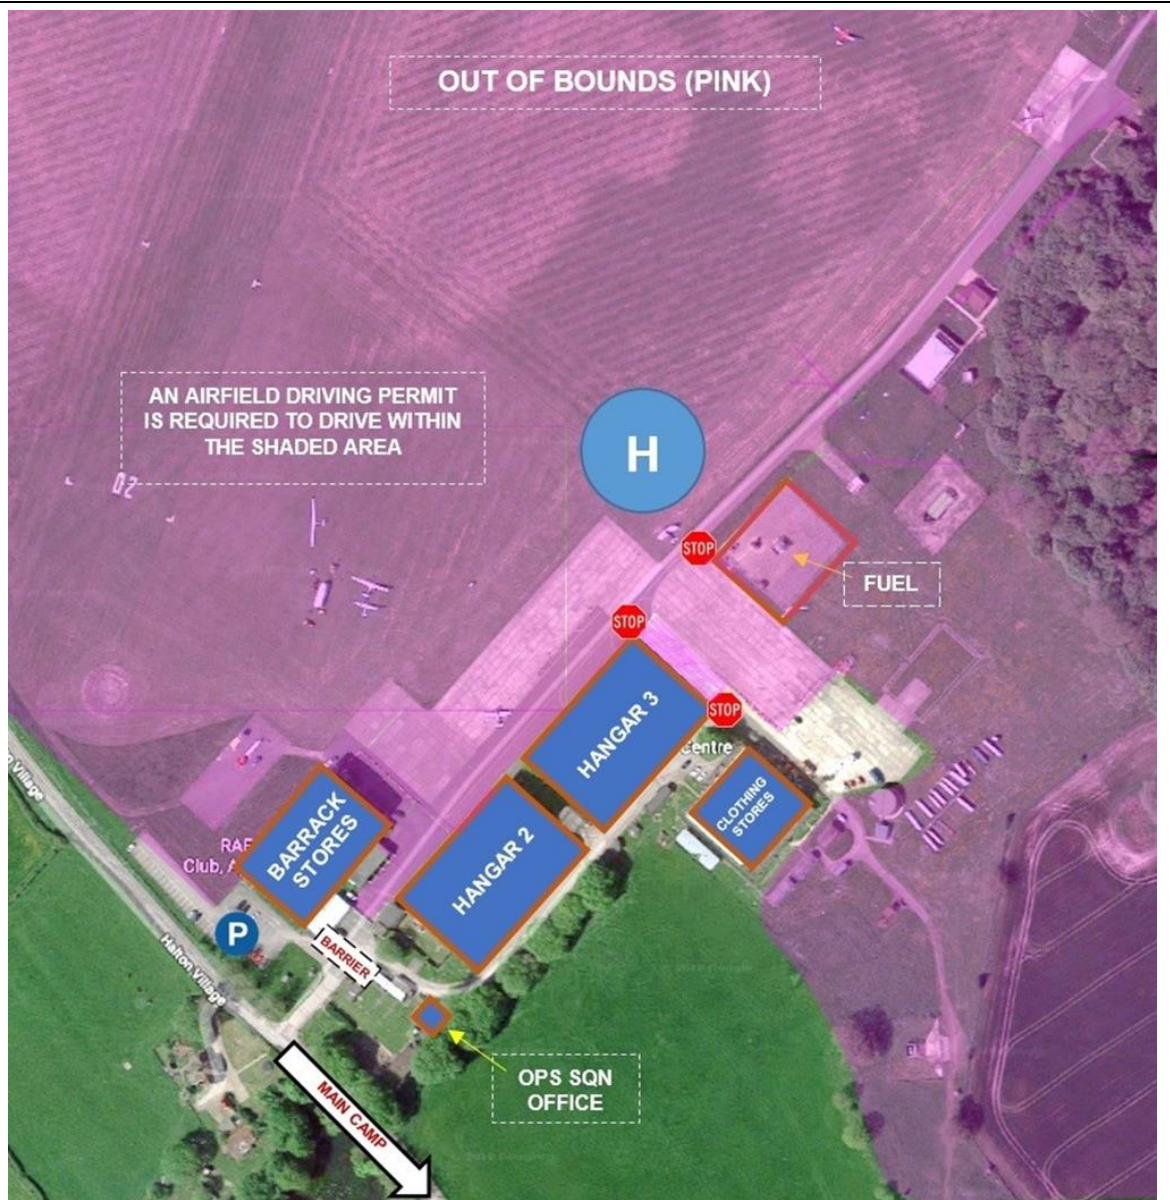 OUT OF BOUNDS (PINK)
AN AIRFIELD DRIVING PERMIT
IS REQUIRED TO DRIVE WITHIN
THE SHADED AREA
02
H
STOP
FUEL
STOP
HANGAR 3
STOP
Centre
CLOTHING
STORES
Village
BARRACK
STORES
RAF
Club, A
HANGAR 2
P
BARRIER
Halton Village
OPS SQN
OFFICE
MAIN CAMP